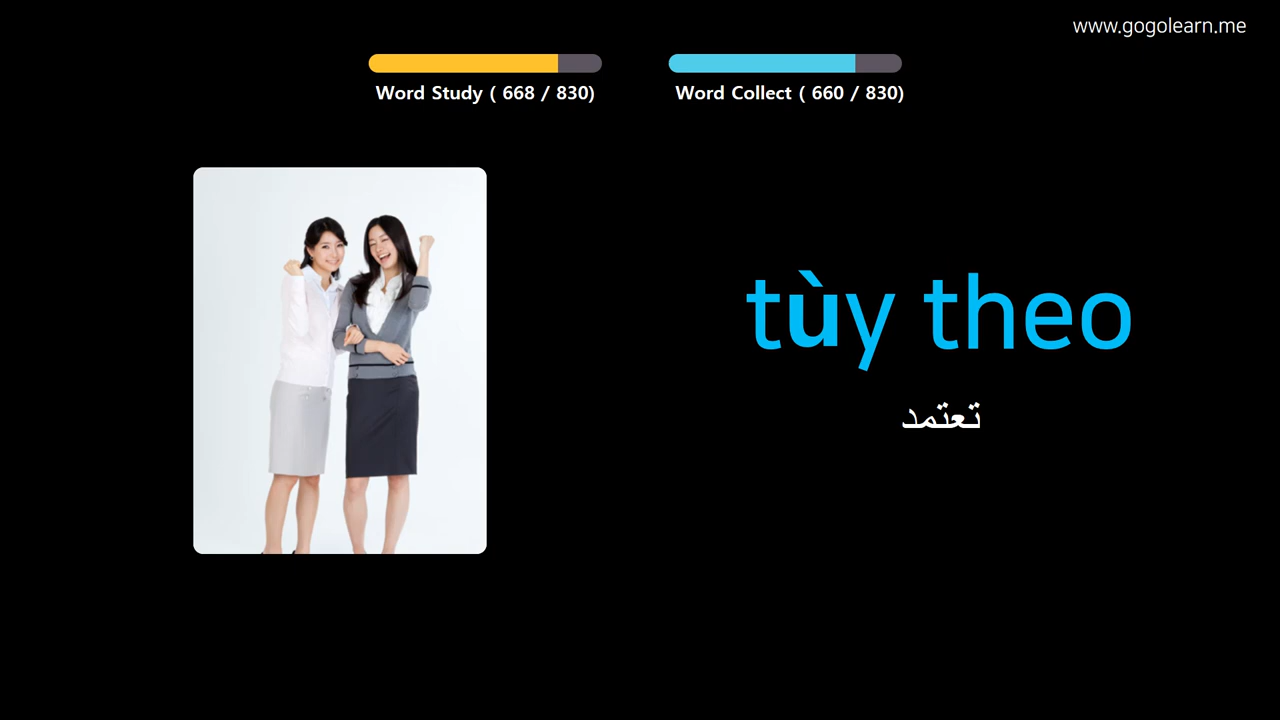 www.gogolearn.me
Word Study ( 668 / 830)
Word Collect ( 660 / 830)
tùy theo
تعتمد